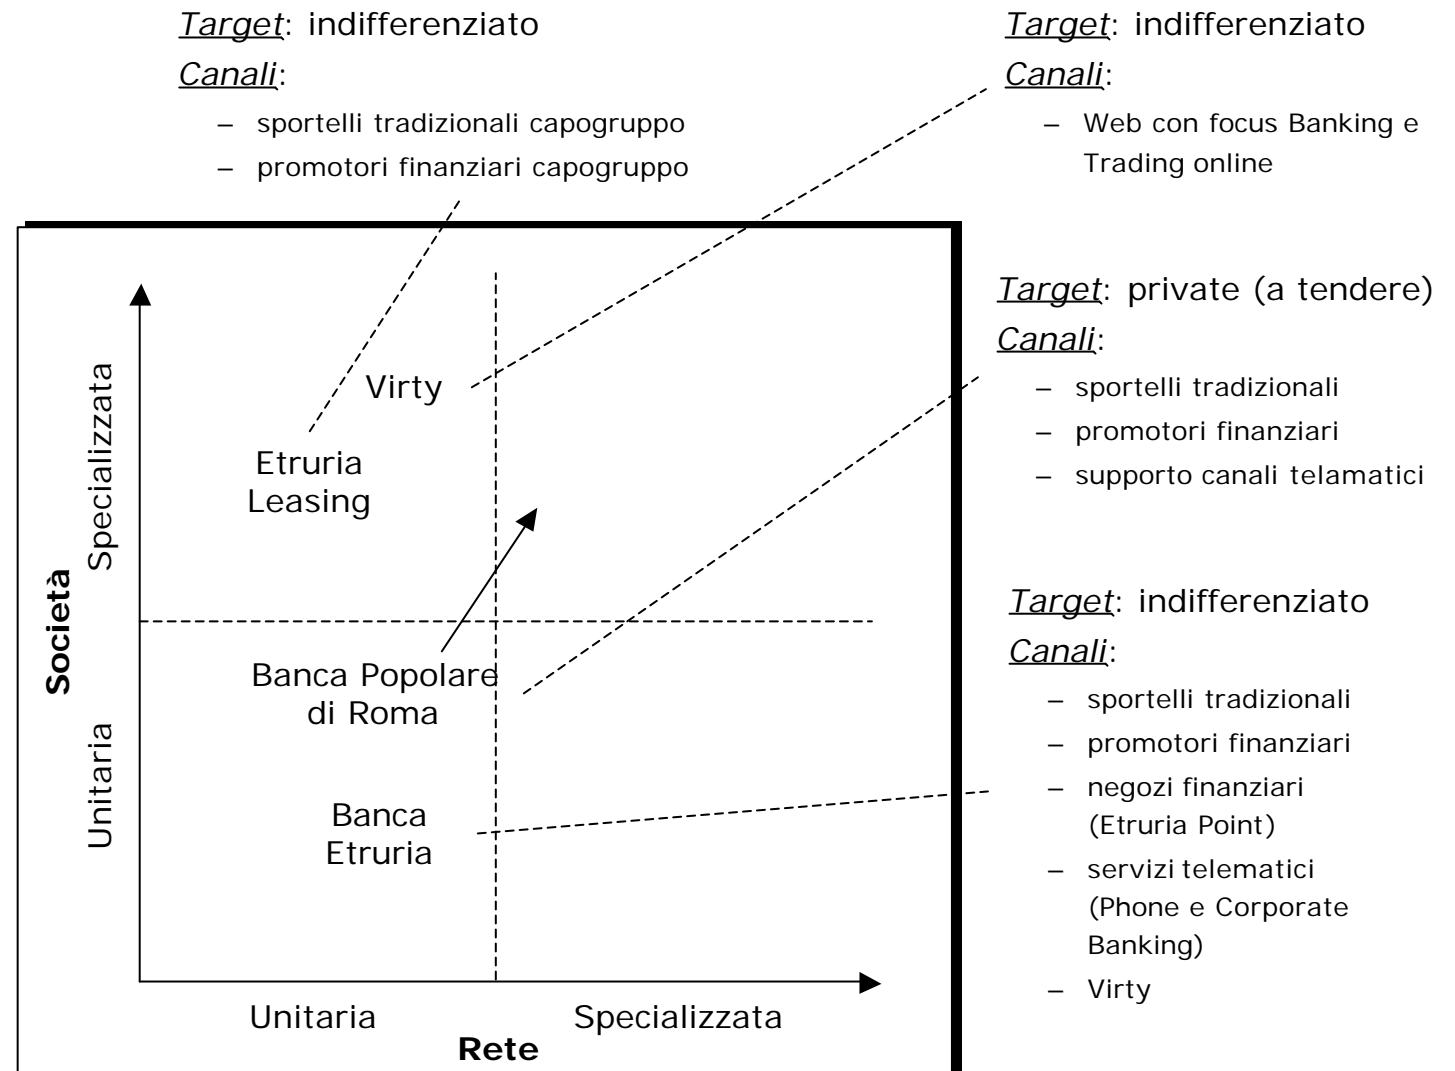 Target: indifferenziato
Canali:
– sportelli tradizionali capogruppo
– promotori finanziari capogruppo
Target: indifferenziato
Canali:
– Web con focus Banking e
Trading online
Target: private (a tendere)
Canali:
– sportelli tradizionali
– promotori finanziari
– supporto canali telamatici
Target: indifferenziato
Canali:
– sportelli tradizionali
– promotori finanziari
– negozi finanziari
(Etruria Point)
– servizi telematici
(Phone e Corporate
Banking)
– Virty
Società
Specializzata
Unitaria
Virty
Etruria
Leasing
Banca Popolare
di Roma
Banca
Etruria
Unitaria
Specializzata
Rete